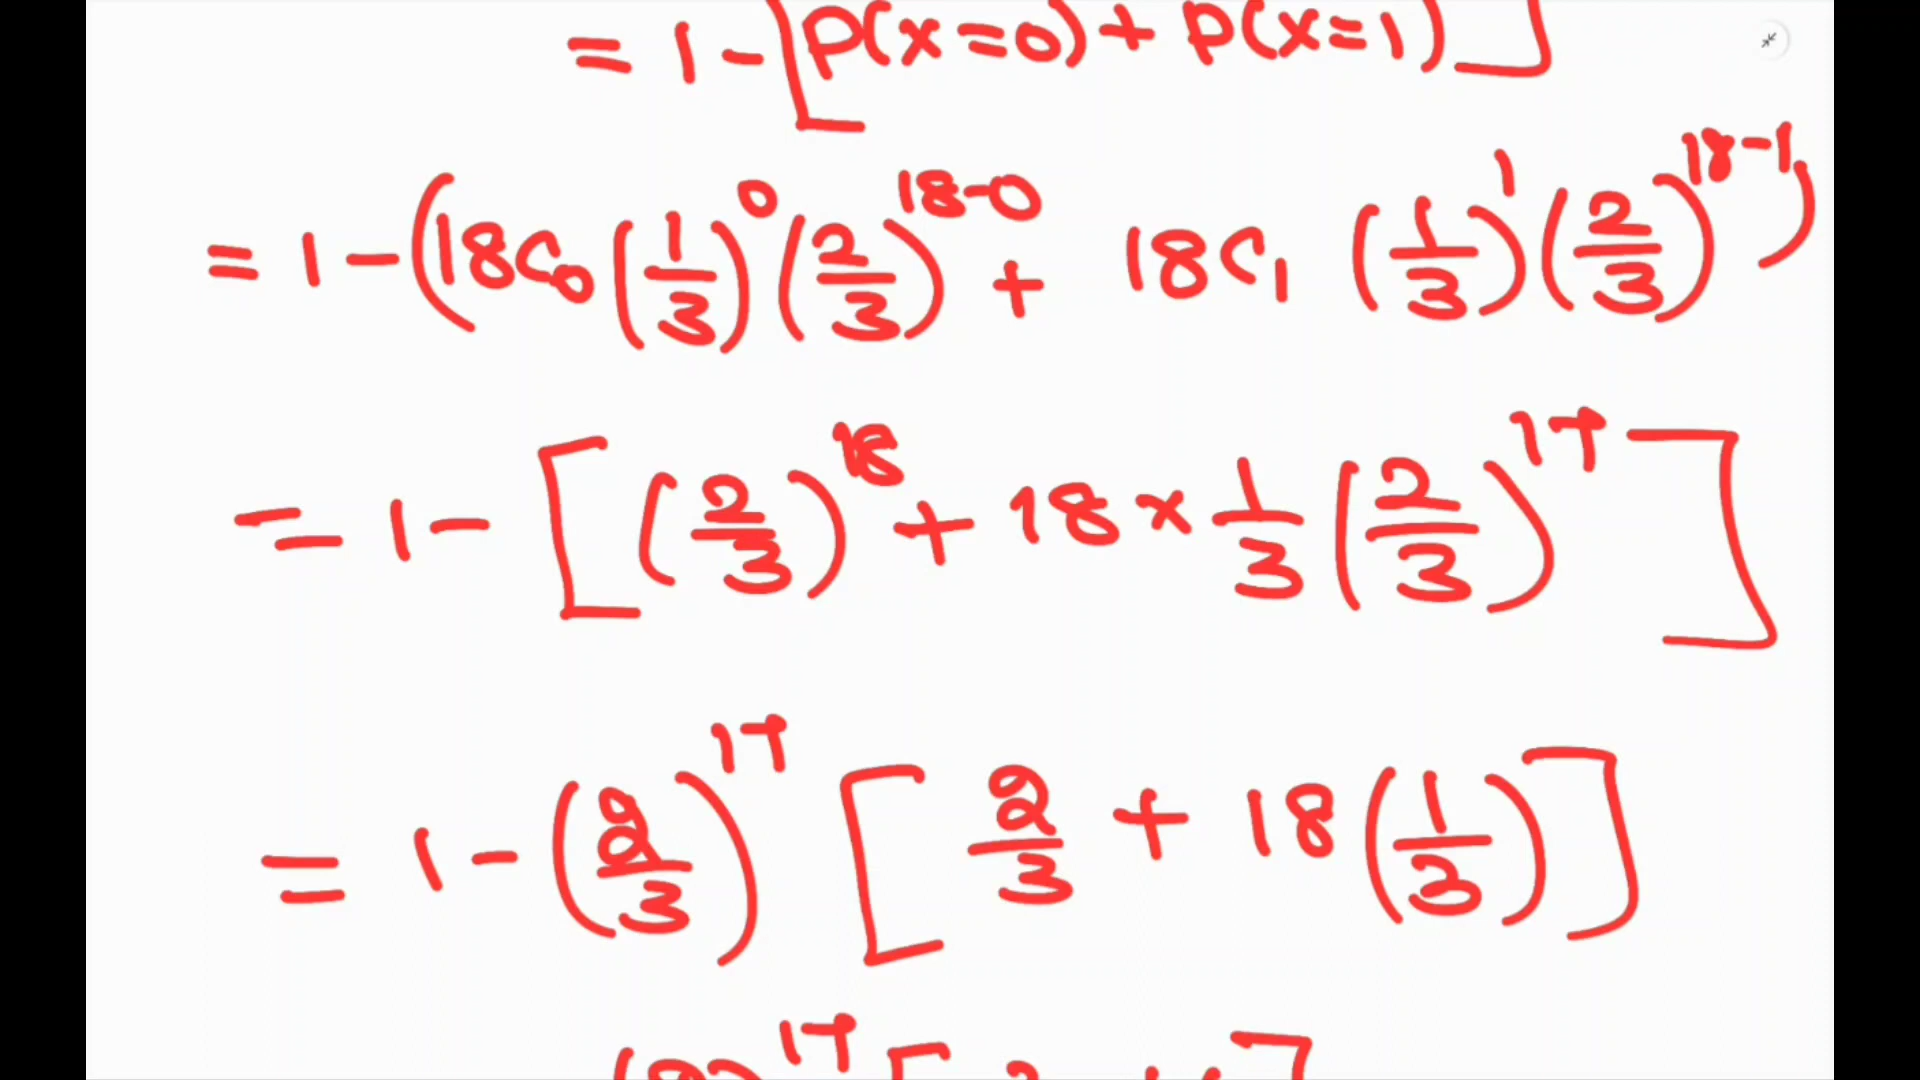 = 1 - [P(x=0) + P(x=1)]
= 1 - (18C₀ (1/3)⁰ (2/3)¹⁸⁻⁰ + 18C₁ (1/3)¹ (2/3)¹⁸⁻¹)
= 1 - [(2/3)¹⁸ + 18 × 1/3 (2/3)¹⁷]
= 1 - (2/3)¹⁷ [2/3 + 18 (1/3)]